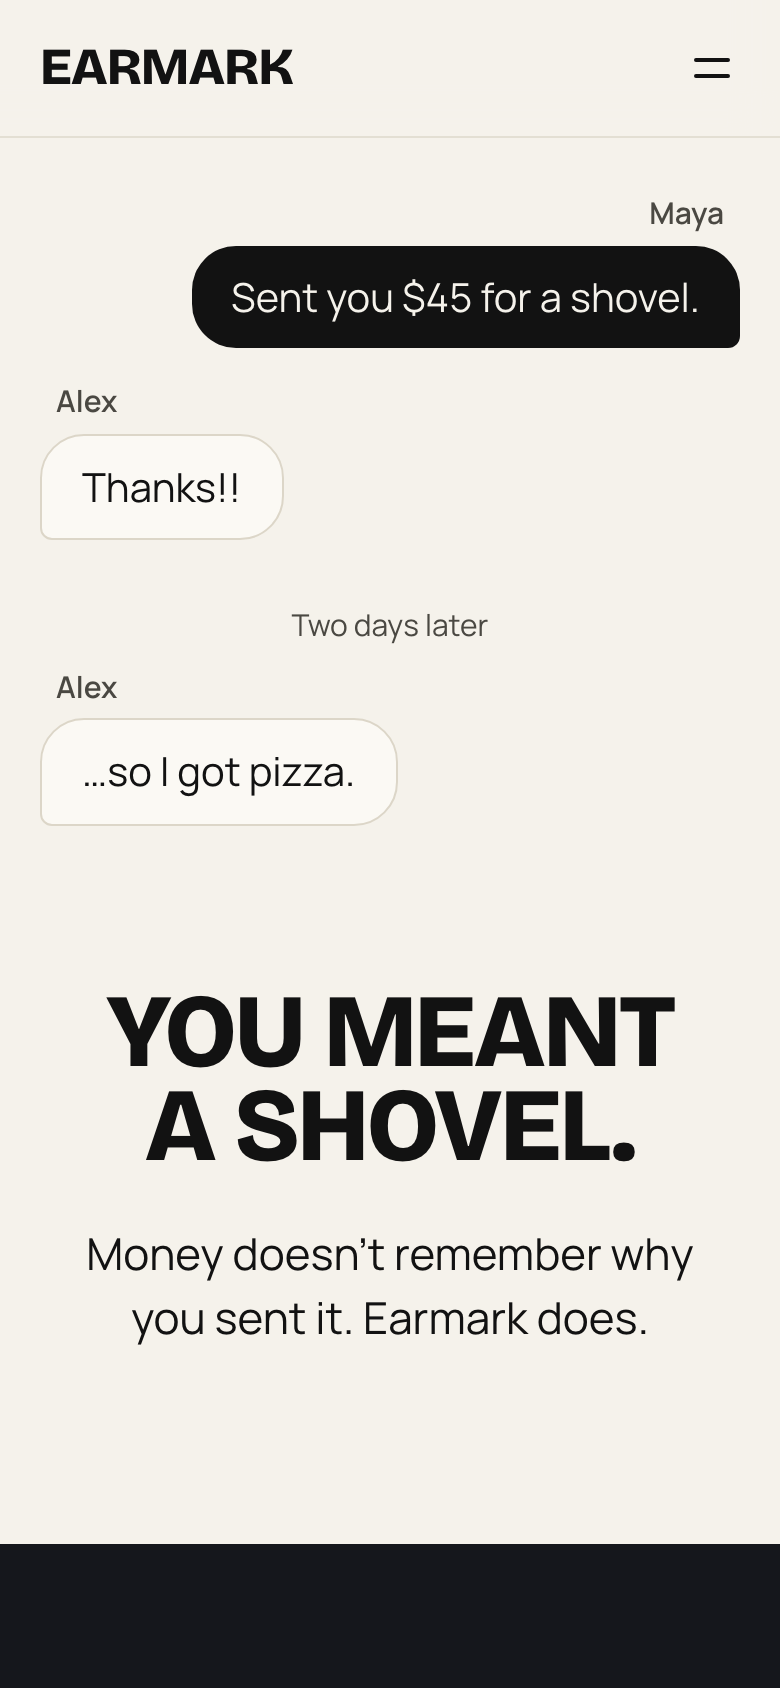 EARMARK
Maya
Sent you $45 for a shovel.
Alex
Thanks!!
Two days later
Alex
…so I got pizza.
YOU MEANT
A SHOVEL.
Money doesn’t remember why
you sent it. Earmark does.